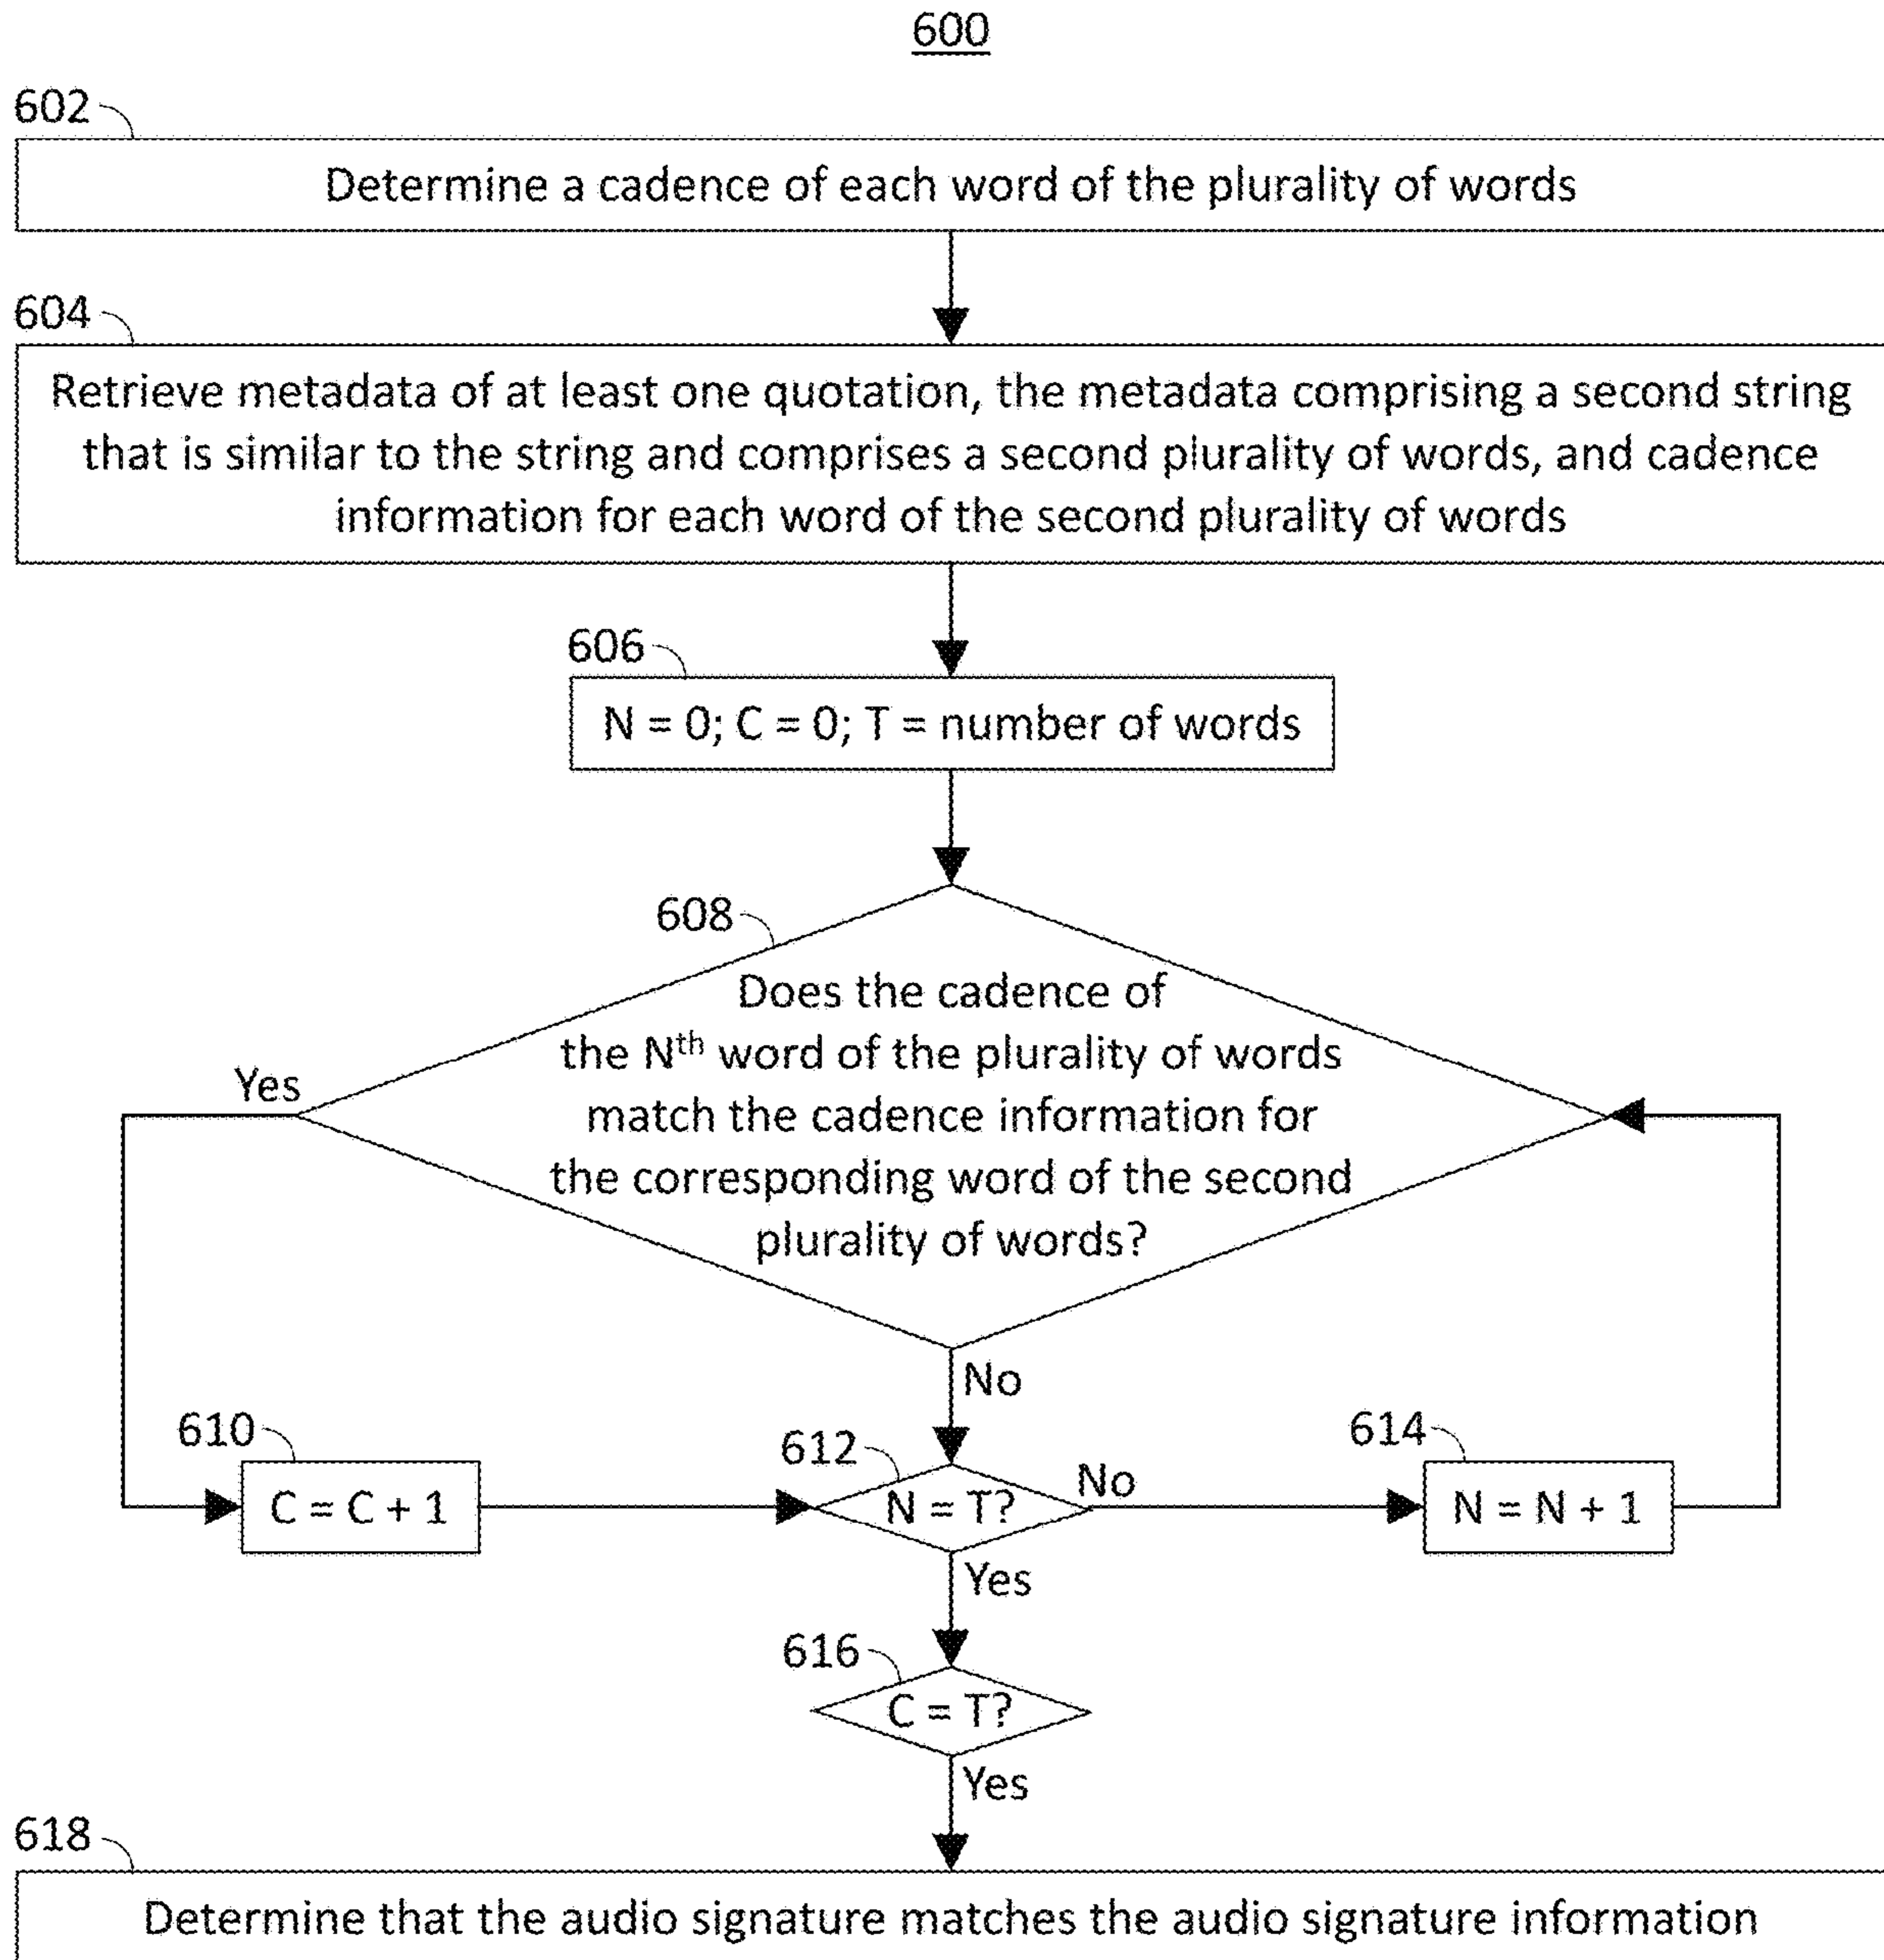 600
602
Determine a cadence of each word of the plurality of words
604
Retrieve metadata of at least one quotation, the metadata comprising a second string
that is similar to the string and comprises a second plurality of words, and cadence
information for each word of the second plurality of words
606
N = 0; C = 0; T = number of words
608
Does the cadence of
the Nth word of the plurality of words
match the cadence information for
the corresponding word of the second
plurality of words?
Yes
No
610
C = C + 1
612
N = T?
No
614
N = N + 1
Yes
616
C = T?
Yes
618
Determine that the audio signature matches the audio signature information